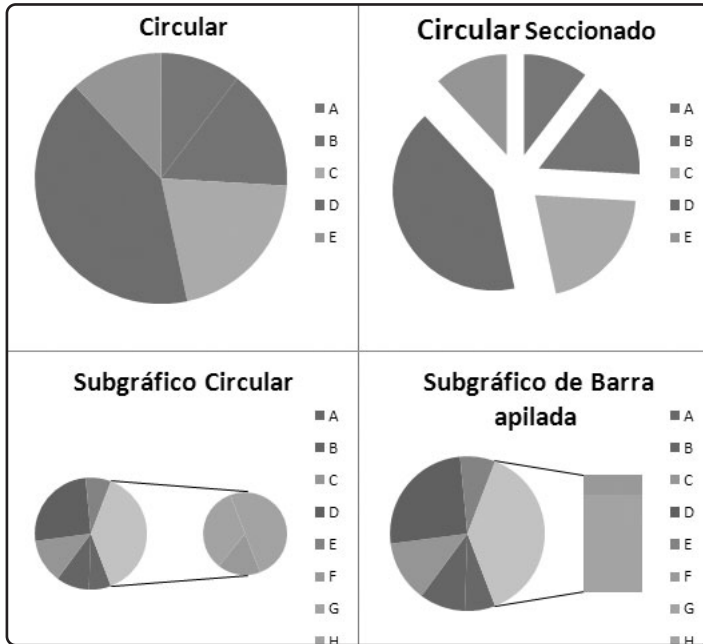 Circular
A
B
C
D
E
Circular Seccionado
A
B
C
D
E
Subgráfico Circular
A
B
C
D
E
F
G
H
Subgráfico de Barra
apilada
A
B
C
D
E
F
G
H